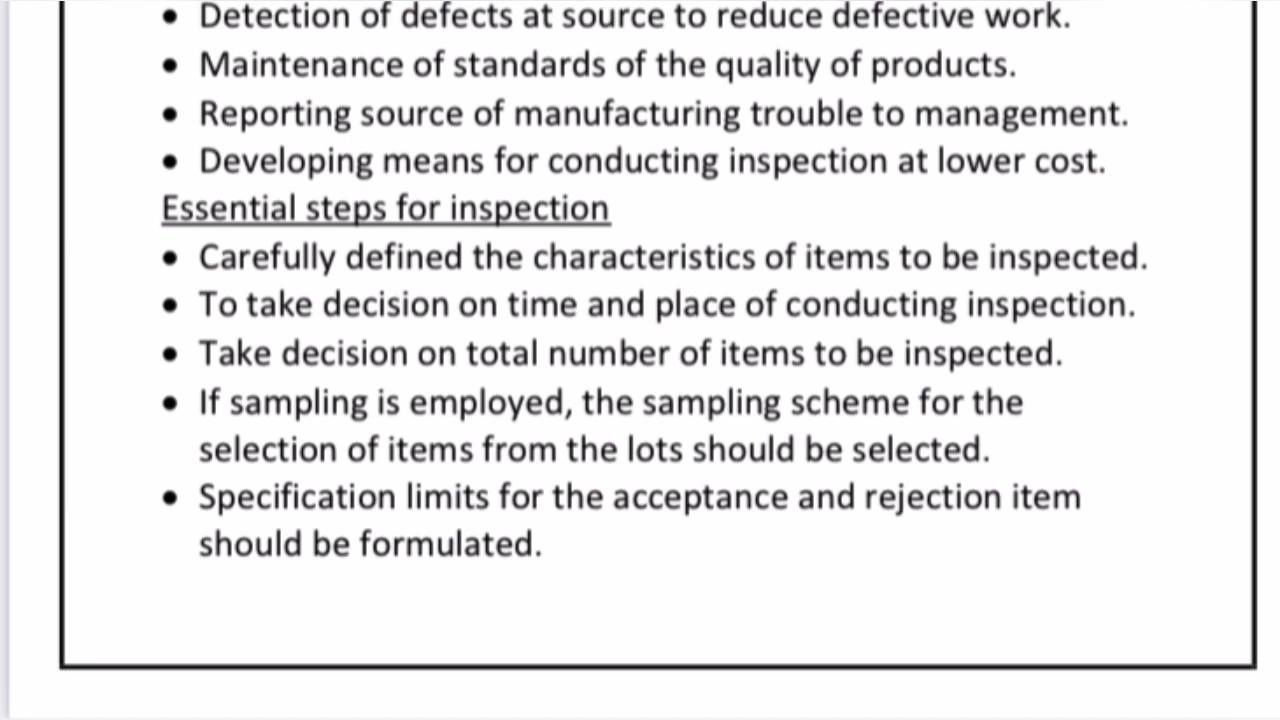 • Detection of defects at source to reduce defective work.
• Maintenance of standards of the quality of products.
• Reporting source of manufacturing trouble to management.
• Developing means for conducting inspection at lower cost.
Essential steps for inspection
• Carefully defined the characteristics of items to be inspected.
• To take decision on time and place of conducting inspection.
• Take decision on total number of items to be inspected.
• If sampling is employed, the sampling scheme for the
selection of items from the lots should be selected.
• Specification limits for the acceptance and rejection item
should be formulated.